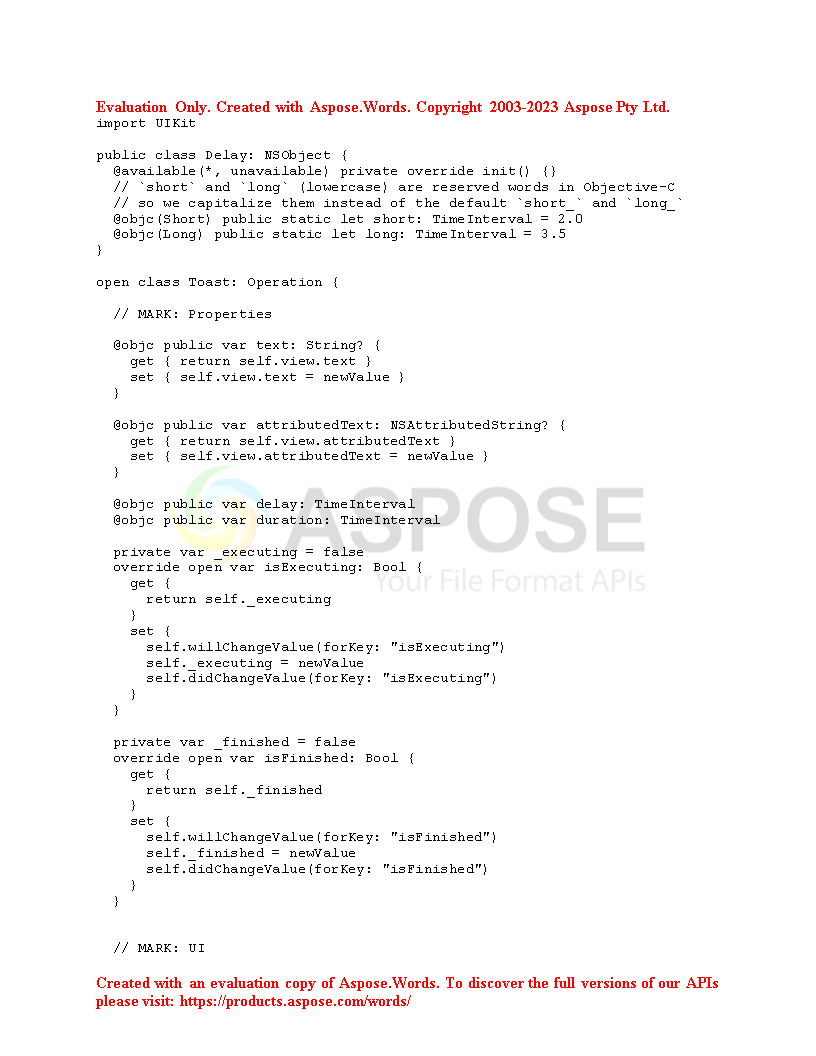 Evaluation Only. Created with Aspose.Words. Copyright 2003-2023 Aspose Pty Ltd.
import UIKit

public class Delay: NSObject {
  @available(*, unavailable) private override init() {}
  // `short` and `long` (lowercase) are reserved words in Objective-C
  // so we capitalize them instead of the default `short_` and `long_`
  @objc(Short) public static let short: TimeInterval = 2.0
  @objc(Long) public static let long: TimeInterval = 3.5
}

open class Toast: Operation {

  // MARK: Properties

  @objc public var text: String? {
    get { return self.view.text }
    set { self.view.text = newValue }
  }

  @objc public var attributedText: NSAttributedString? {
    get { return self.view.attributedText }
    set { self.view.attributedText = newValue }
  }

  @objc public var delay: TimeInterval
  @objc public var duration: TimeInterval
ASPOSE

  private var _executing = false
  override open var isExecuting: Bool {
Your File Format APIs
    get {
      return self._executing
    }
    set {
      self.willChangeValue(forKey: "isExecuting")
      self._executing = newValue
      self.didChangeValue(forKey: "isExecuting")
    }
  }

  private var _finished = false
  override open var isFinished: Bool {
    get {
      return self._finished
    }
    set {
      self.willChangeValue(forKey: "isFinished")
      self._finished = newValue
      self.didChangeValue(forKey: "isFinished")
    }
  }


  // MARK: UI

Created with an evaluation copy of Aspose.Words. To discover the full versions of our APIs
please visit: https://products.aspose.com/words/